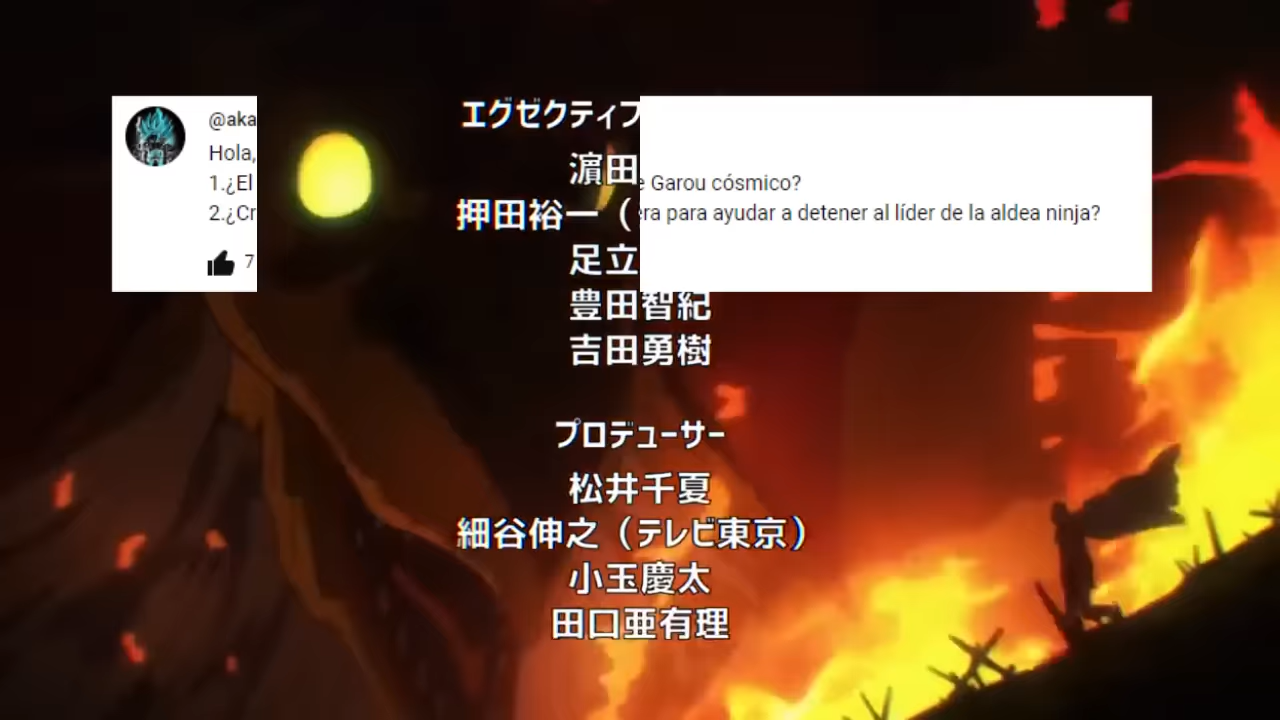 @aka
Hola,
1.¿El
e Garou cósmico?
2.¿Cr
era para ayudar a detener al líder de la aldea ninja?
7
エグゼクティブ
濵田
押田裕一（
足立
豊田智紀
吉田勇樹
プロデューサー
松井千夏
細谷伸之（テレビ東京）
小玉慶太
田口亜有理